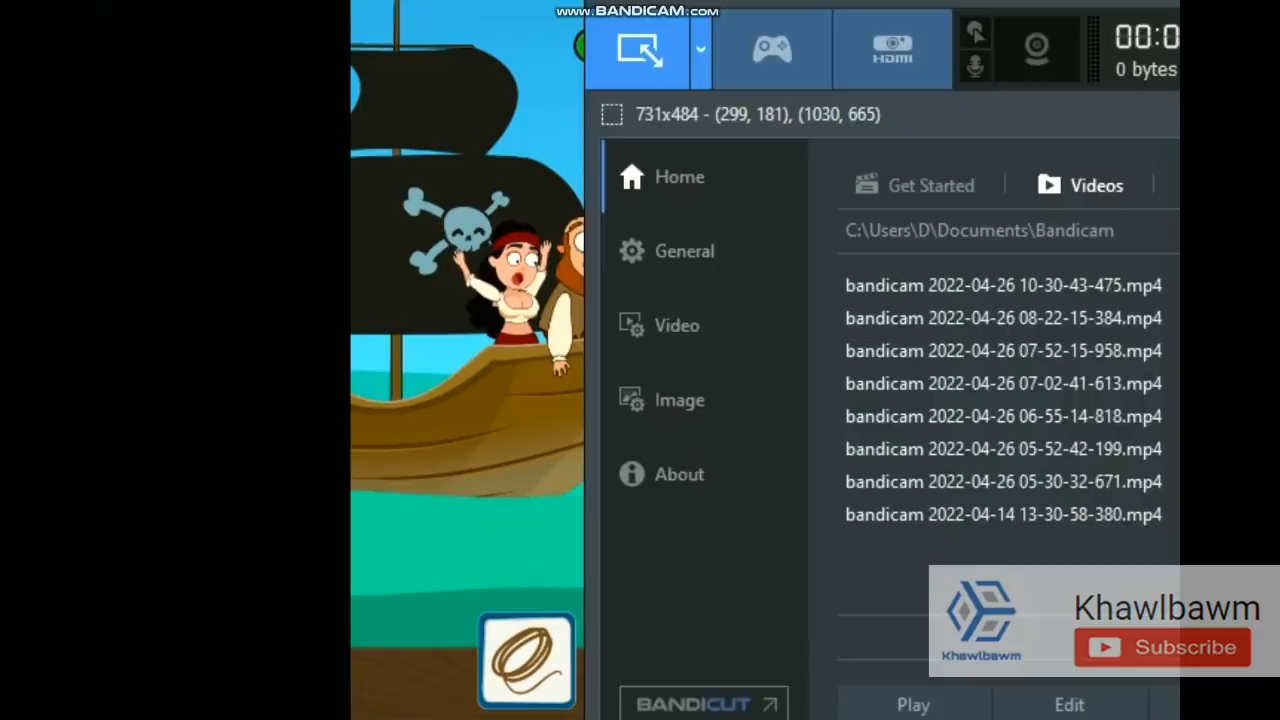 www.BANDICAM.com
HDMI
00:0
0 bytes
731x484 - (299, 181), (1030, 665)
Home
General
Video
Image
About
Get Started
Videos
C:\Users\D\Documents\Bandicam
bandicam 2022-04-26 10-30-43-475.mp4
bandicam 2022-04-26 08-22-15-384.mp4
bandicam 2022-04-26 07-52-15-958.mp4
bandicam 2022-04-26 07-02-41-613.mp4
bandicam 2022-04-26 06-55-14-818.mp4
bandicam 2022-04-26 05-52-42-199.mp4
bandicam 2022-04-26 05-30-32-671.mp4
bandicam 2022-04-14 13-30-58-380.mp4
Khawlbawm
Khawlbawm
Subscribe
BANDICUT
Play
Edit